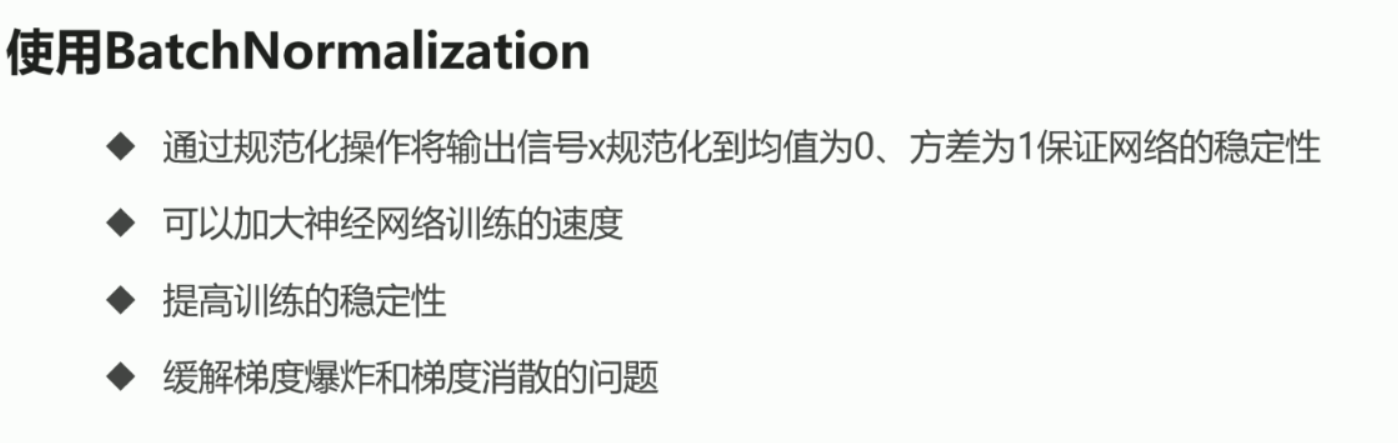 使用BatchNormalization
◆ 通过规范化操作将输出信号x规范化到均值为0、方差为1保证网络的稳定性
◆ 可以加大神经网络训练的速度
◆ 提高训练的稳定性
◆ 缓解梯度爆炸和梯度消散的问题